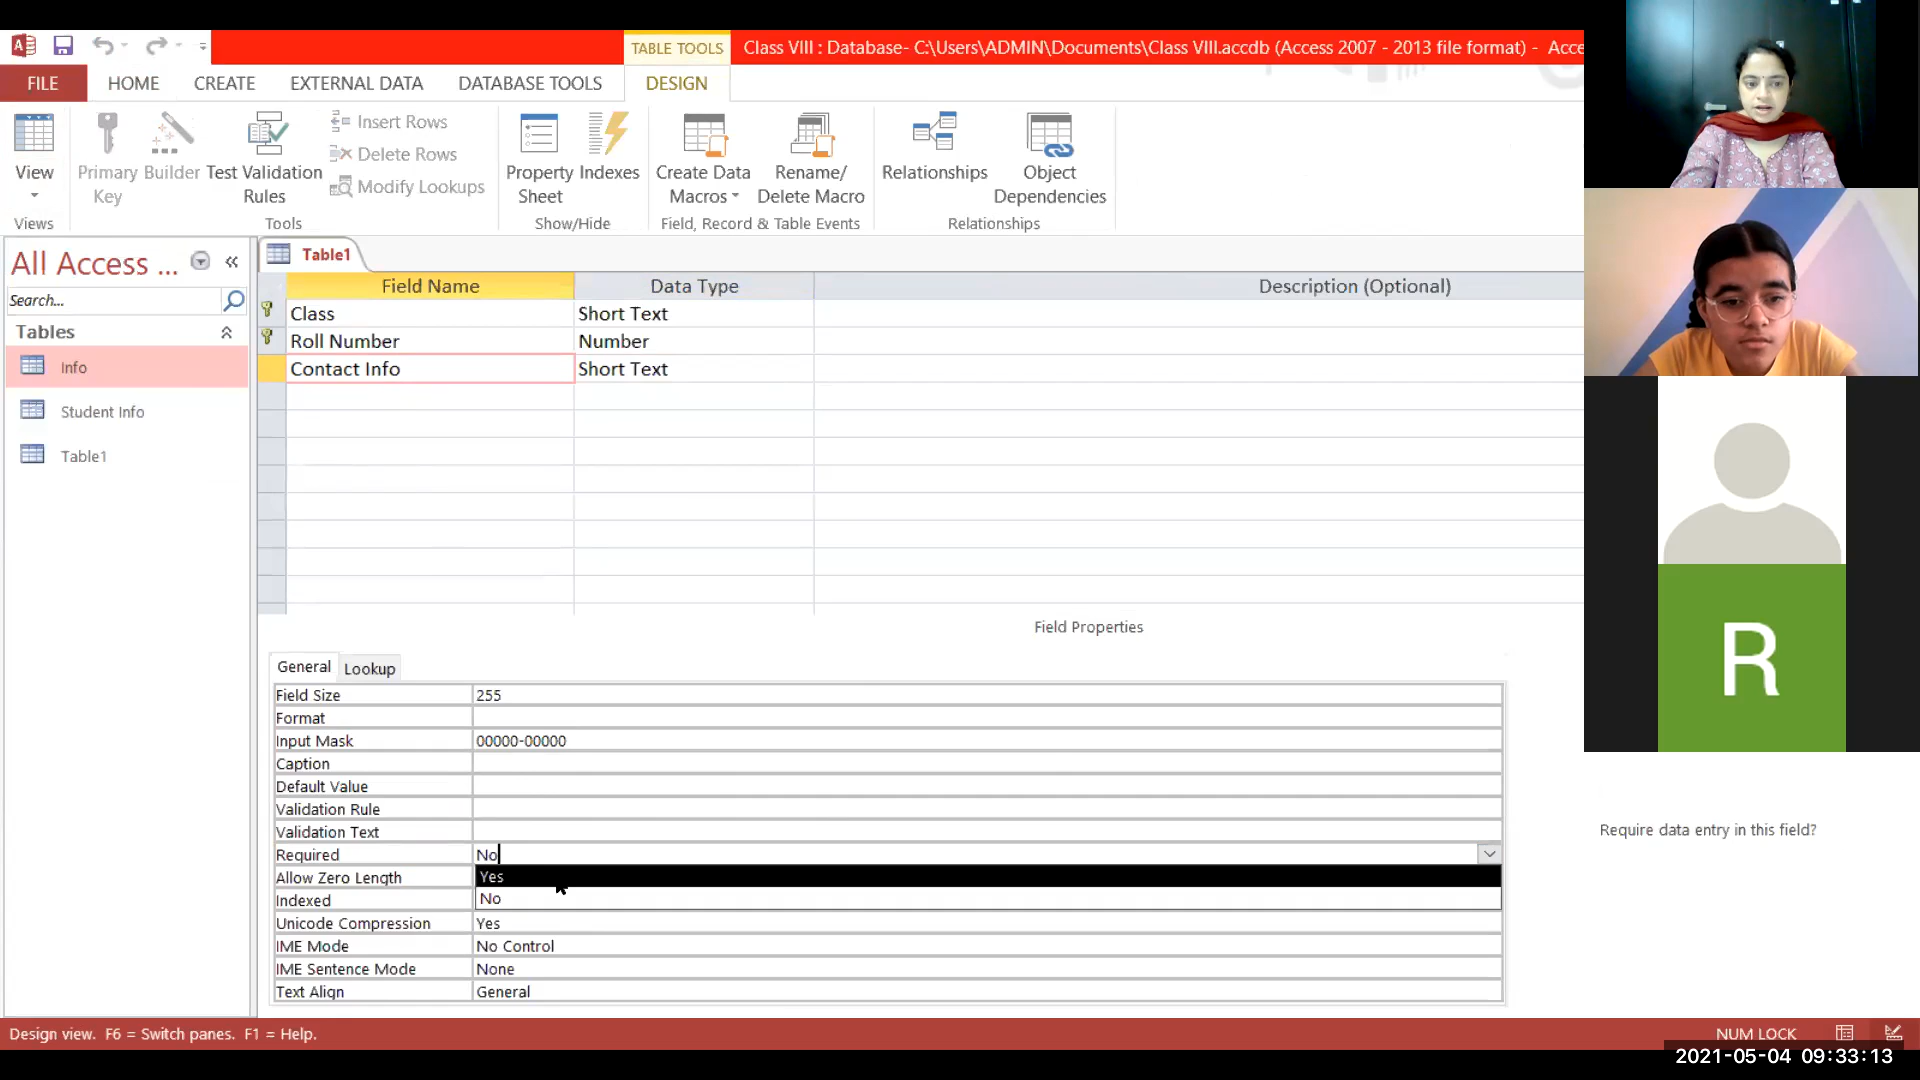 TABLE TOOLS
Class VIII : Database- C:\Users\ADMIN\Documents\Class VIII.accdb (Access 2007 - 2013 file format) - Acce
FILE
HOME
CREATE
EXTERNAL DATA
DATABASE TOOLS
DESIGN
View
Primary
Key
Builder
Test Validation
Rules
Insert Rows
Delete Rows
Modify Lookups
Property
Sheet
Indexes
Create Data
Macros
Rename/
Delete Macro
Relationships
Object
Dependencies
Views
Tools
Show/Hide
Field, Record & Table Events
Relationships
All Access ...
Search...
Tables
Info
Student Info
Table1
Table1
Field Name Data Type Description (Optional)
Class Short Text
Roll Number Number
Contact Info Short Text
Field Properties
General Lookup
Field Size 255
Format
Input Mask 00000-00000
Caption
Default Value
Validation Rule
Validation Text
Required No
Allow Zero Length Yes
Indexed No
Unicode Compression Yes
IME Mode No Control
IME Sentence Mode None
Text Align General
R
Require data entry in this field?
Design view. F6 = Switch panes. F1 = Help.
NUM LOCK
2021-05-04 09:33:13